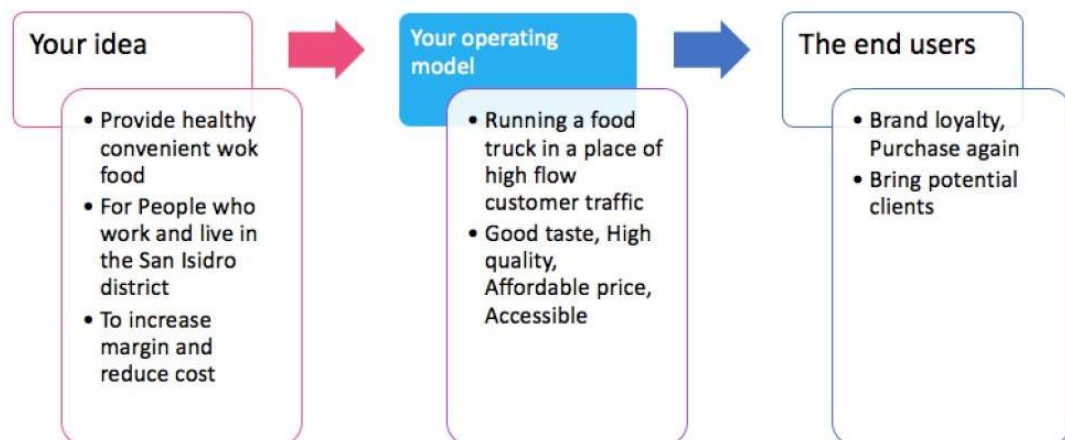 Your idea
• Provide healthy
convenient wok
food
• For People who
work and live in
the San Isidro
district
• To increase
margin and
reduce cost
Your operating
model
• Running a food
truck in a place of
high flow
customer traffic
• Good taste, High
quality,
Affordable price,
Accessible
The end users
• Brand loyalty,
Purchase again
• Bring potential
clients